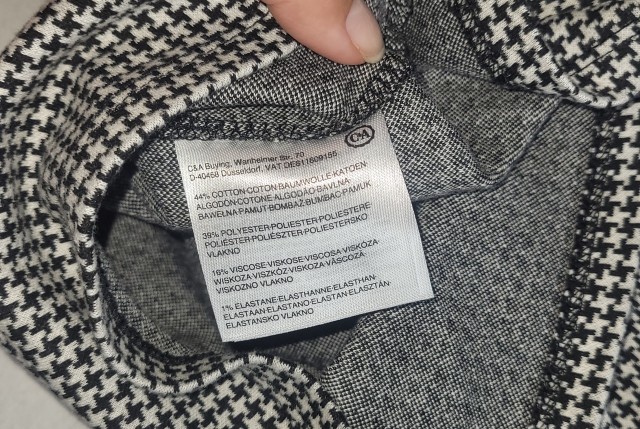 C&A
C&A Buying, Wanheimer Str. 70
D-40468 Düsseldorf, VAT DE811809185
44% COTTON·COTON·BAUMWOLLE·KATOEN·
ALGODÓN·COTONE·ALGODÃO·BAVLNA·
BAWEŁNA·PAMUT·BOMBAŽ·BUMBAC·PAMUK
39% POLYESTER·POLIESTER·POLIESTERE·
POLIÉSTER·POLIÉSZTER·POLIESTERSKO
VLAKNO
16% VISCOSE·VISKOSE·VISCOSA·VISKÓZA·
WISKOZA·VISZKÓZ·VISKOZA·VÂSCOZĂ·
VISKOZNO VLAKNO
1% ELASTANE·ELASTHANNE·ELASTHAN·
ELASTAAN·ELASTANO·ELASTAN·ELASZTÁN·
ELASTANSKO VLAKNO